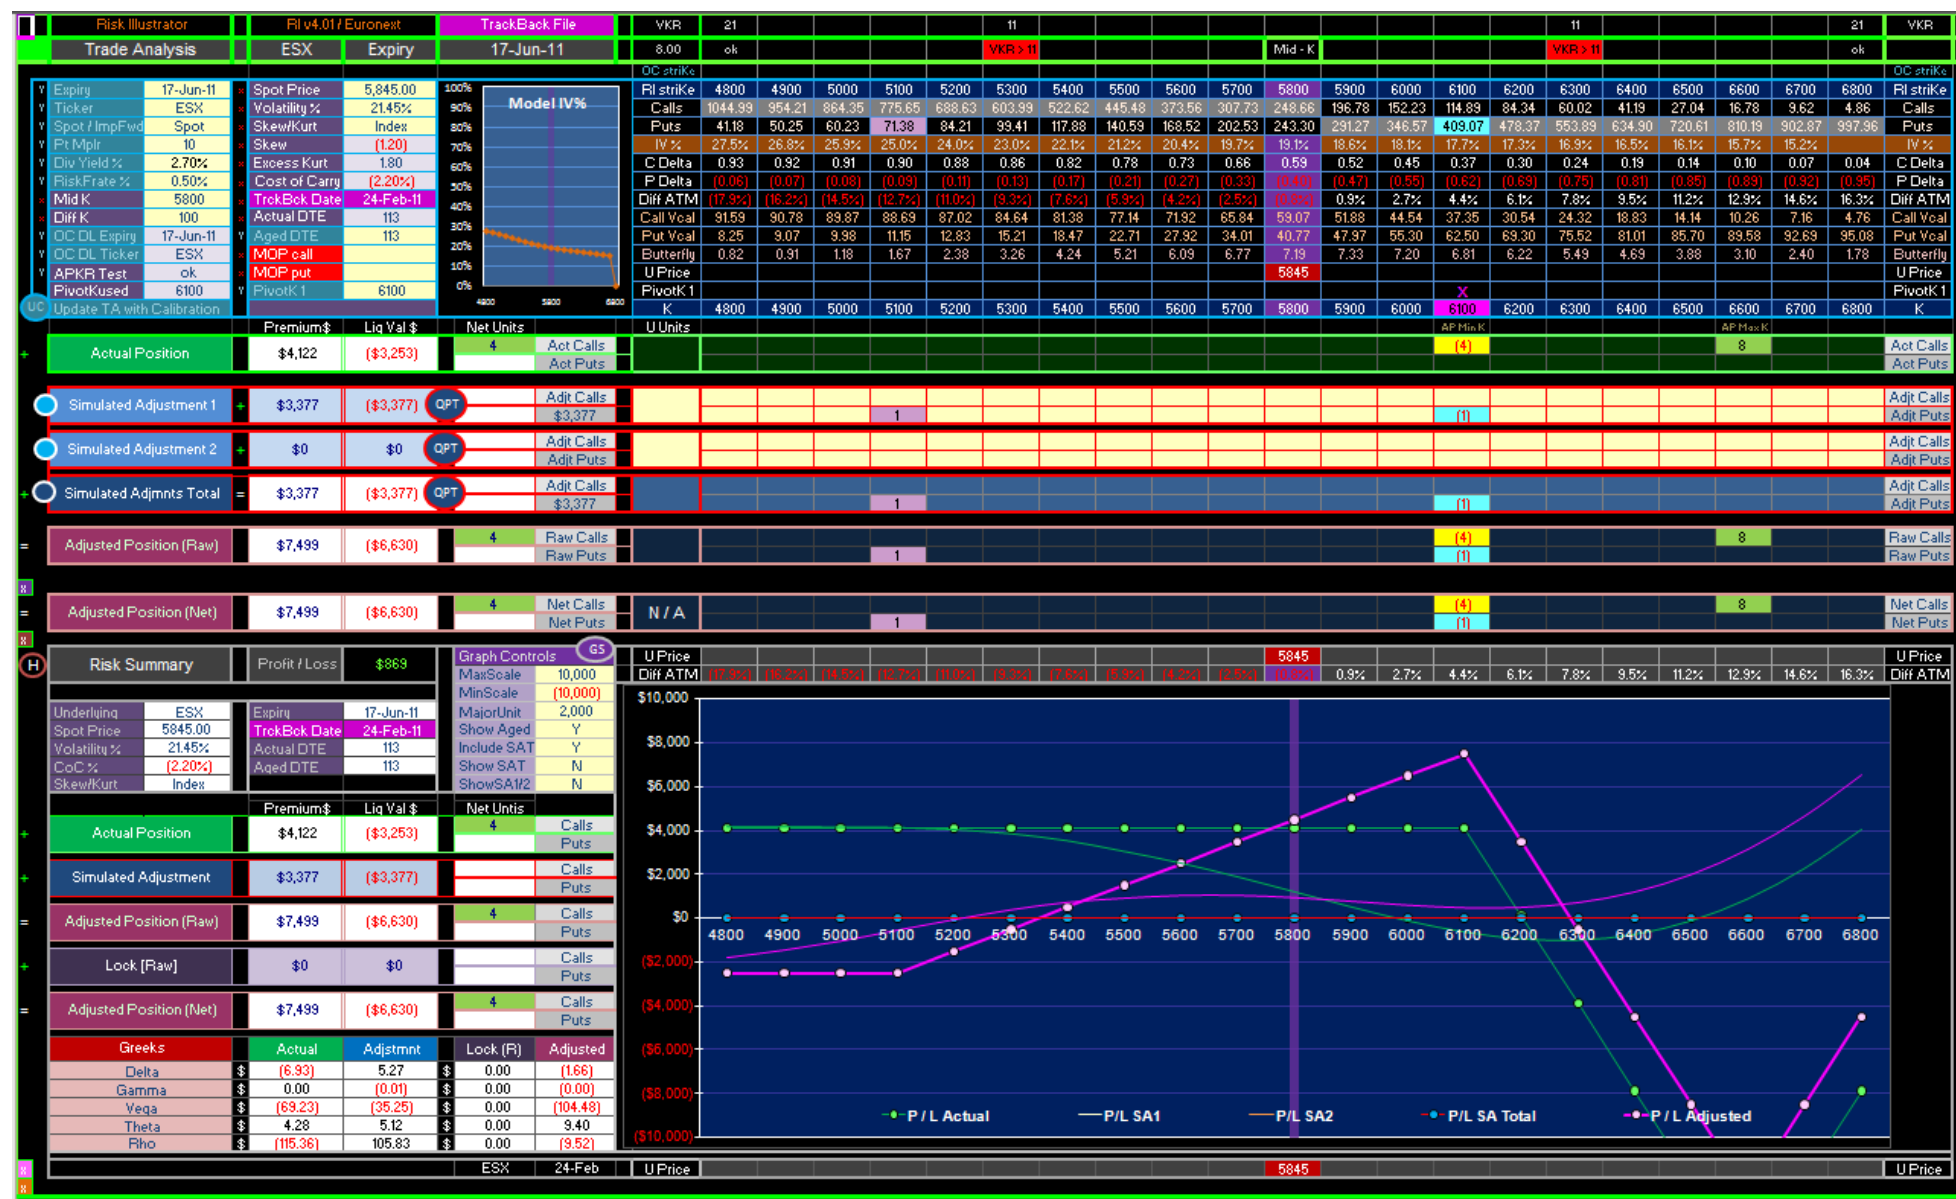 Risk Illustrator RI v4.01 / Euronext TrackBack File VKR 21 11 11 21 VKR
Trade Analysis ESX Expiry 17-Jun-11 8.00 ok VKR > 11 Mid - K VKR > 11 ok
OC striKe OC striKe
Y Expiry 17-Jun-11 x Spot Price 5,845.00 100% RI striKe 4800 4900 5000 5100 5200 5300 5400 5500 5600 5700 5800 5900 6000 6100 6200 6300 6400 6500 6600 6700 6800 RI striKe
Y Ticker ESX x Volatility % 21.45% 90% Model IV% Calls 1044.99 954.21 864.35 775.65 688.63 603.99 522.62 445.48 373.56 307.73 248.66 196.78 152.23 114.89 84.34 60.02 41.19 27.04 16.78 9.62 4.86 Calls
Y Spot / ImpFwd Spot x Skew/Kurt Index 80% Puts 41.18 50.25 60.23 71.38 84.21 99.41 117.88 140.59 168.52 202.53 243.30 291.27 346.57 409.07 478.37 553.89 634.90 720.61 810.19 902.87 997.96 Puts
Y Pt Mplr 10 x Skew (1.20) 70% IV % 27.5% 26.8% 25.9% 25.0% 24.0% 23.0% 22.1% 21.2% 20.4% 19.7% 19.1% 18.6% 18.1% 17.7% 17.3% 16.9% 16.5% 16.1% 15.7% 15.2% IV %
Y Div Yield % 2.70% x Excess Kurt 1.80 60% C Delta 0.93 0.92 0.91 0.90 0.88 0.86 0.82 0.78 0.73 0.66 0.59 0.52 0.45 0.37 0.30 0.24 0.19 0.14 0.10 0.07 0.04 C Delta
Y RiskFrate % 0.50% x Cost of Carry (2.20%) 50% P Delta (0.06) (0.07) (0.08) (0.09) (0.11) (0.13) (0.17) (0.21) (0.27) (0.33) (0.40) (0.47) (0.55) (0.62) (0.69) (0.75) (0.81) (0.85) (0.89) (0.92) (0.95) P Delta
x Mid K 5800 x TrckBck Date 24-Feb-11 40% Diff ATM (17.9%) (16.2%) (14.5%) (12.7%) (11.0%) (9.3%) (7.6%) (5.9%) (4.2%) (2.5%) (0.8%) 0.9% 2.7% 4.4% 6.1% 7.8% 9.5% 11.2% 12.9% 14.6% 16.3% Diff ATM
x Diff K 100 x Actual DTE 113 Call Vcal 91.59 90.78 89.87 88.69 87.02 84.64 81.38 77.14 71.92 65.84 59.07 51.88 44.54 37.35 30.54 24.32 18.83 14.14 10.26 7.16 4.76 Call Vcal
Y OC DL Expiry 17-Jun-11 Y Aged DTE 113 30% Put Vcal 8.25 9.07 9.98 11.15 12.83 15.21 18.47 22.71 27.92 34.01 40.77 47.97 55.30 62.50 69.30 75.52 81.01 85.70 89.58 92.69 95.08 Put Vcal
Y OC DL Ticker ESX x MOP call 20% Butterfly 0.82 0.91 1.18 1.67 2.38 3.26 4.24 5.21 6.09 6.77 7.19 7.33 7.20 6.81 6.22 5.49 4.69 3.88 3.10 2.40 1.78 Butterfly
Y APKR Test ok x MOP put 10% U Price 5845 U Price
PivotKused 6100 Y PivotK 1 6100 0% PivotK1 X PivotK 1
UC Update TA with Calibration 4800 5800 6800 K 4800 4900 5000 5100 5200 5300 5400 5500 5600 5700 5800 5900 6000 6100 6200 6300 6400 6500 6600 6700 6800 K
Premium$ Liq Val $ Net Units U Units AP Min K AP Max K
+ Actual Position $4,122 ($3,253) 4 Act Calls (4) 8 Act Calls
Act Puts Act Puts
Simulated Adjustment 1 + $3,377 ($3,377) QPT Adjt Calls Adjt Calls
$3,377 1 (1) Adjt Puts
Simulated Adjustment 2 + $0 $0 QPT Adjt Calls Adjt Calls
Adjt Puts Adjt Puts
+ Simulated Adjmnts Total = $3,377 ($3,377) QPT Adjt Calls Adjt Calls
$3,377 1 (1) Adjt Puts
= Adjusted Position (Raw) $7,499 ($6,630) 4 Raw Calls (4) 8 Raw Calls
Raw Puts 1 (1) Raw Puts
x
= Adjusted Position (Net) $7,499 ($6,630) 4 Net Calls N / A (4) 8 Net Calls
Net Puts 1 (1) Net Puts
x
H Risk Summary Profit / Loss $869 Graph Controls GS U Price 5845 U Price
MaxScale 10,000 Diff ATM (17.9%) (16.2%) (14.5%) (12.7%) (11.0%) (9.3%) (7.6%) (5.9%) (4.2%) (2.5%) (0.8%) 0.9% 2.7% 4.4% 6.1% 7.8% 9.5% 11.2% 12.9% 14.6% 16.3% Diff ATM
MinScale (10,000) $10,000
Underlying ESX Expiry 17-Jun-11 MajorUnit 2,000
Spot Price 5845.00 TrckBck Date 24-Feb-11 Show Aged Y $8,000
Volatility % 21.45% Actual DTE 113 Include SAT Y
CoC % (2.20%) Aged DTE 113 Show SAT N
Skew/Kurt Index ShowSA1/2 N $6,000
Premium$ Liq Val $ Net Untis
+ Actual Position $4,122 ($3,253) 4 Calls $4,000
Puts
+ Simulated Adjustment $3,377 ($3,377) Calls $2,000
Puts
= Adjusted Position (Raw) $7,499 ($6,630) 4 Calls $0
Puts 4800 4900 5000 5100 5200 5300 5400 5500 5600 5700 5800 5900 6000 6100 6200 6300 6400 6500 6600 6700 6800
+ Lock [Raw] $0 $0 Calls ($2,000)
Puts
= Adjusted Position (Net) $7,499 ($6,630) 4 Calls ($4,000)
Puts
Greeks Actual Adjstmnt Lock (R) Adjusted ($6,000)
Delta $ (6.93) 5.27 $ 0.00 (1.66)
Gamma $ 0.00 (0.01) $ 0.00 (0.00) ($8,000)
Vega $ (69.23) (35.25) $ 0.00 (104.48) P / L Actual P/L SA1 P/L SA2 P/L SA Total P / L Adjusted
Theta $ 4.28 5.12 $ 0.00 9.40
Rho $ (115.36) 105.83 $ 0.00 (9.52) ($10,000)
x ESX 24-Feb U Price 5845 U Price
x